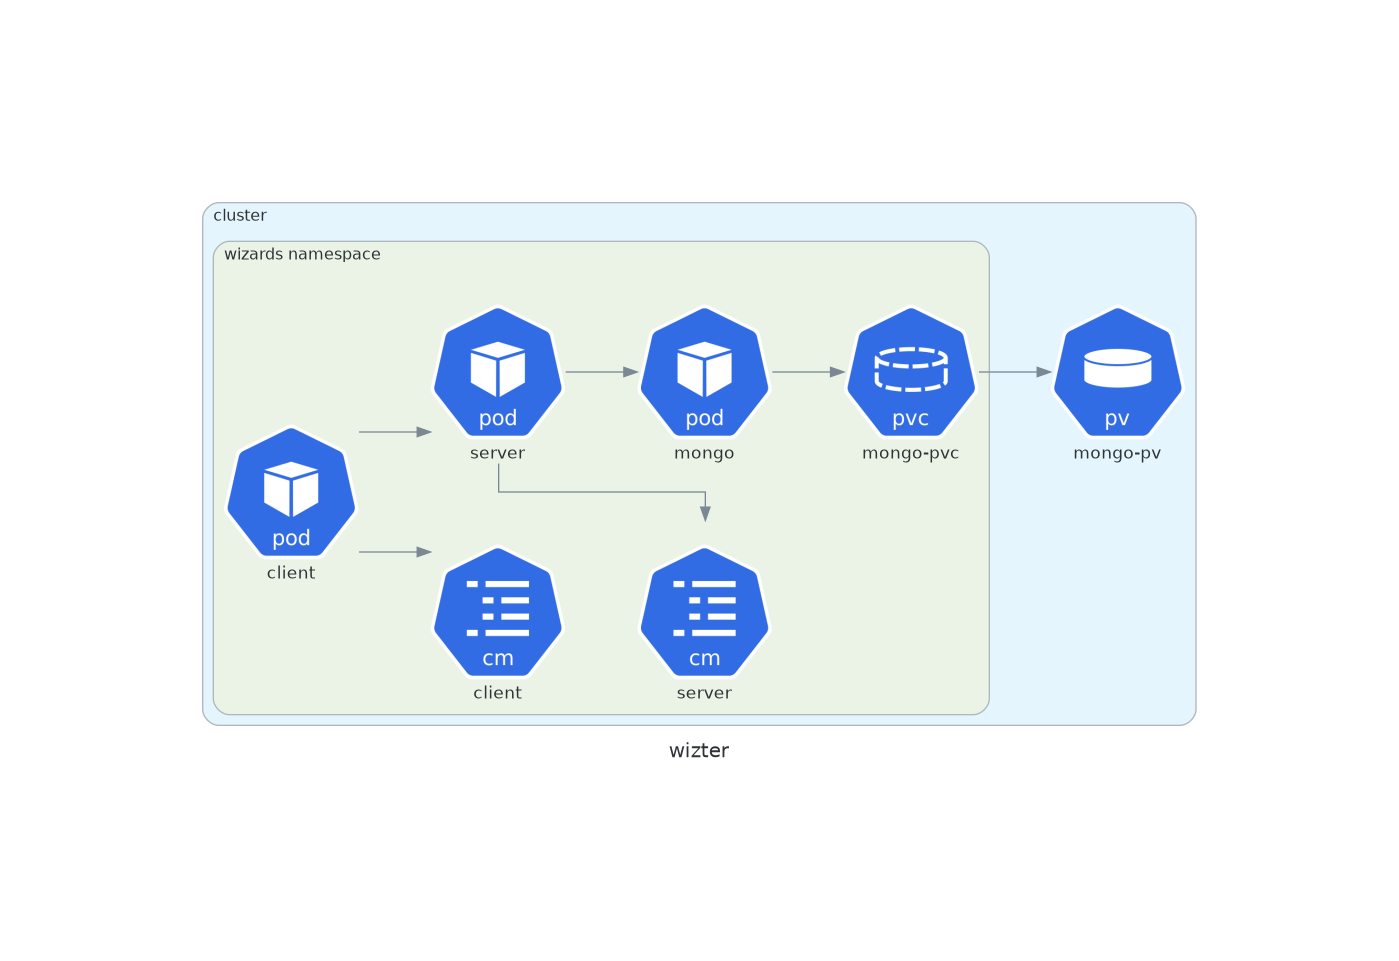 cluster
wizards namespace
pod
server
pod
mongo
pvc
mongo-pvc
pv
mongo-pv
pod
client
cm
client
cm
server
wizter